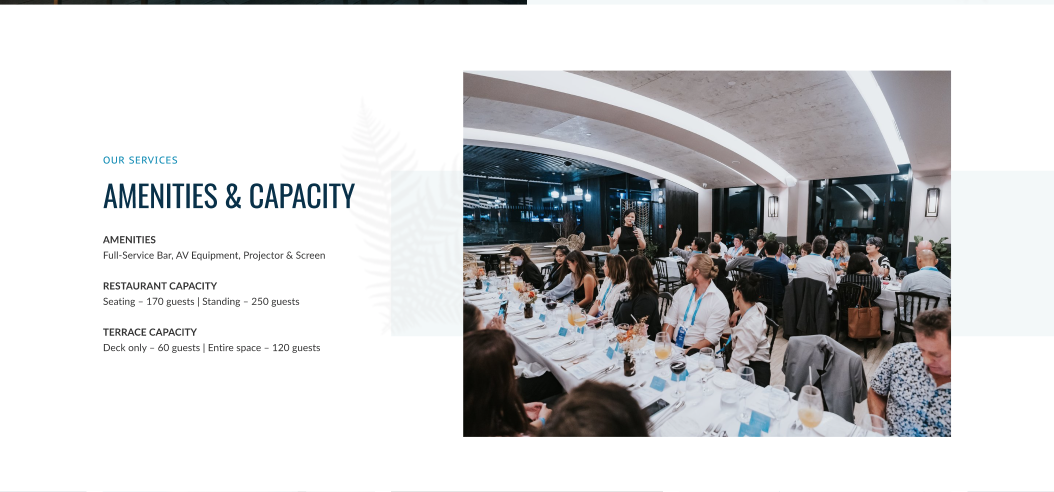 OUR SERVICES
AMENITIES & CAPACITY
AMENITIES
Full-Service Bar, AV Equipment, Projector & Screen
RESTAURANT CAPACITY
Seating – 170 guests | Standing – 250 guests
TERRACE CAPACITY
Deck only – 60 guests | Entire space – 120 guests